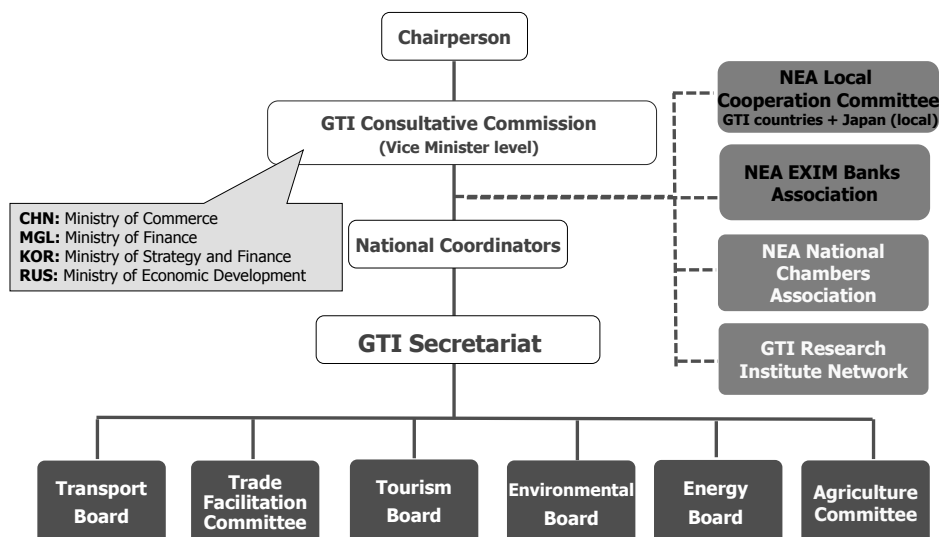 Chairperson
GTI Consultative Commission
(Vice Minister level)
CHN: Ministry of Commerce
MGL: Ministry of Finance
KOR: Ministry of Strategy and Finance
RUS: Ministry of Economic Development
National Coordinators
GTI Secretariat
NEA Local
Cooperation Committee
GTI countries + Japan (local)
NEA EXIM Banks
Association
NEA National
Chambers
Association
GTI Research
Institute Network
Transport
Board
Trade
Facilitation
Committee
Tourism
Board
Environmental
Board
Energy
Board
Agriculture
Committee